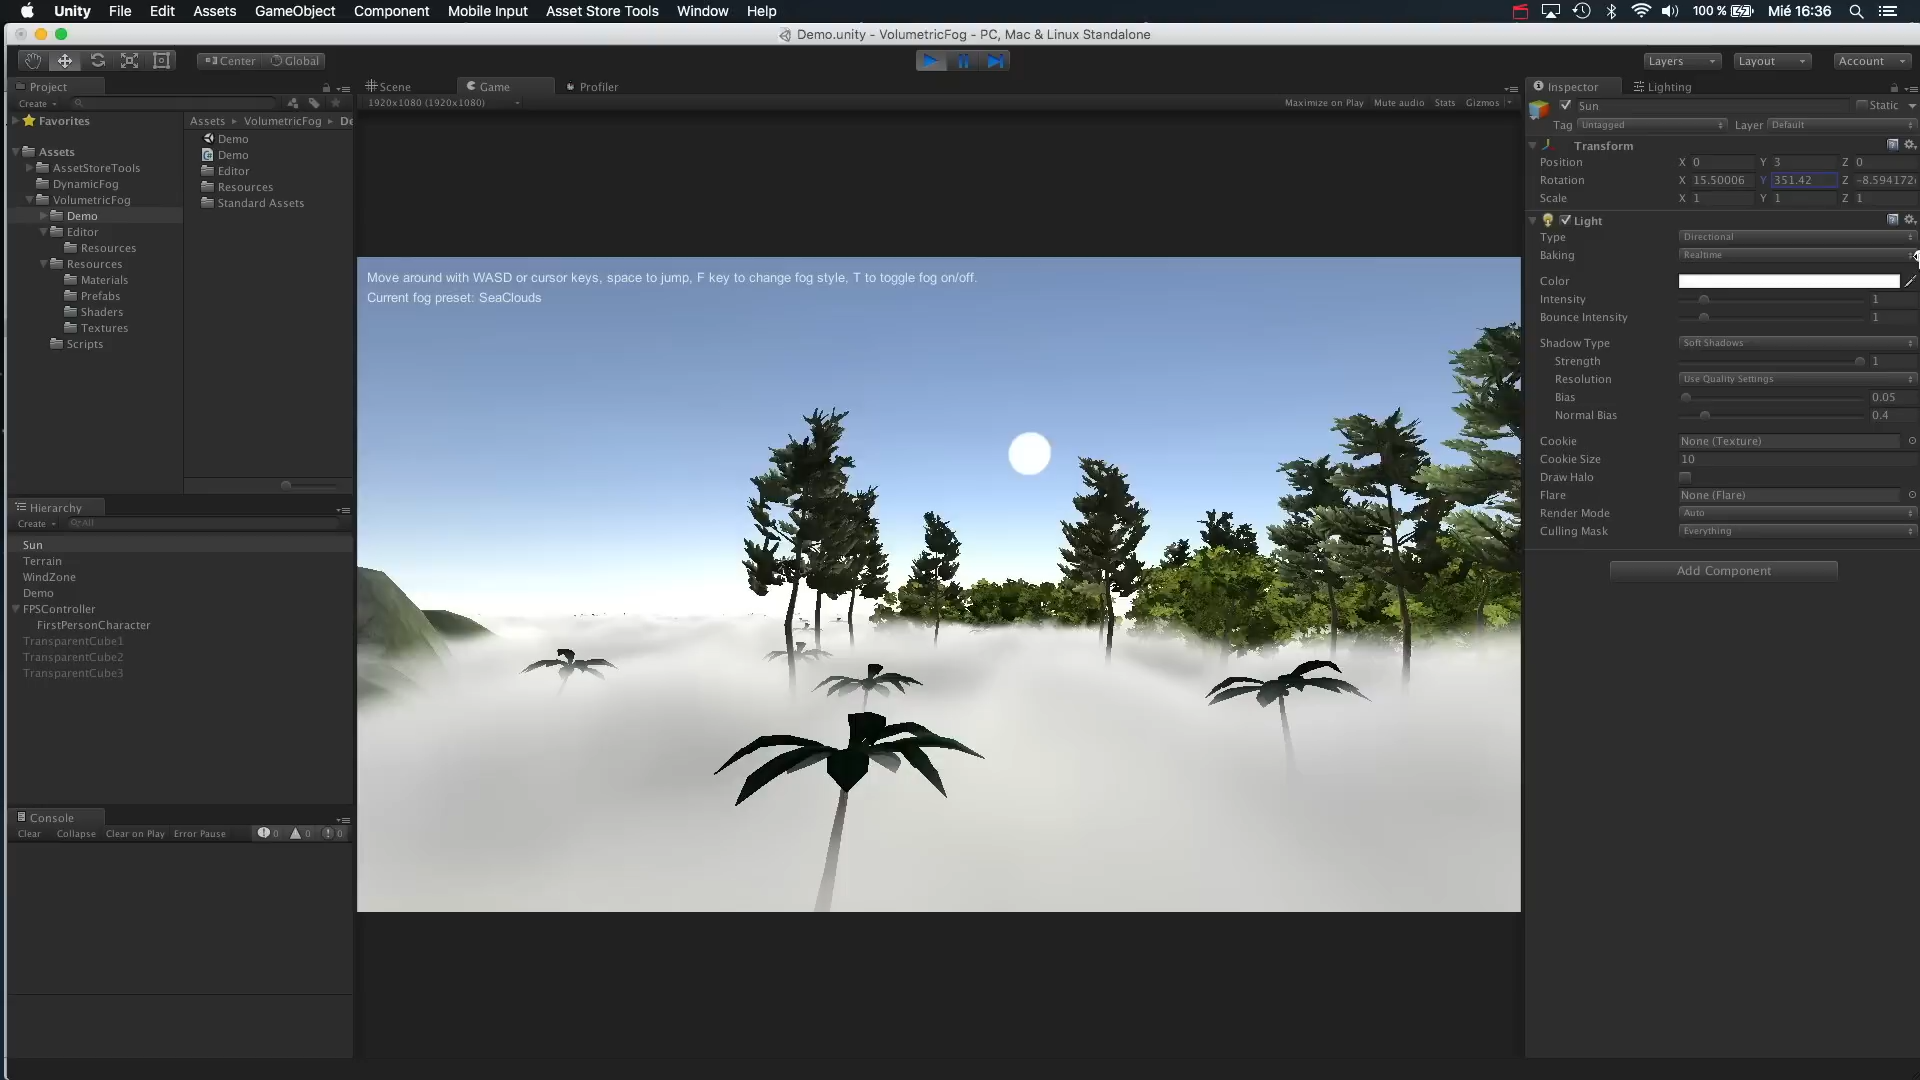 Unity File Edit Assets GameObject Component Mobile Input Asset Store Tools Window Help 100 % Mié 16:36
Demo.unity - VolumetricFog - PC, Mac & Linux Standalone
Center Global Layers Layout Account
Project
Create
Favorites
Assets
AssetStoreTools
DynamicFog
VolumetricFog
Demo
Editor
Resources
Resources
Materials
Prefabs
Shaders
Textures
Scripts
Assets VolumetricFog De
Demo
Demo
Editor
Resources
Standard Assets
Hierarchy
Create All
Sun
Terrain
WindZone
Demo
FPSController
FirstPersonCharacter
TransparentCube1
TransparentCube2
TransparentCube3
Console
Clear Collapse Clear on Play Error Pause 0 0 0
Scene Game Profiler
1920x1080 (1920x1080) Maximize on Play Mute audio Stats Gizmos
Move around with WASD or cursor keys, space to jump, F key to change fog style, T to toggle fog on/off.
Current fog preset: SeaClouds
Inspector Lighting
Sun Static
Tag Untagged Layer Default
Transform
Position X 0 Y 3 Z 0
Rotation X 15.50006 Y 351.42 Z -8.594172
Scale X 1 Y 1 Z 1
Light
Type Directional
Baking Realtime
Color
Intensity 1
Bounce Intensity 1
Shadow Type Soft Shadows
Strength 1
Resolution Use Quality Settings
Bias 0.05
Normal Bias 0.4
Cookie None (Texture)
Cookie Size 10
Draw Halo
Flare None (Flare)
Render Mode Auto
Culling Mask Everything
Add Component